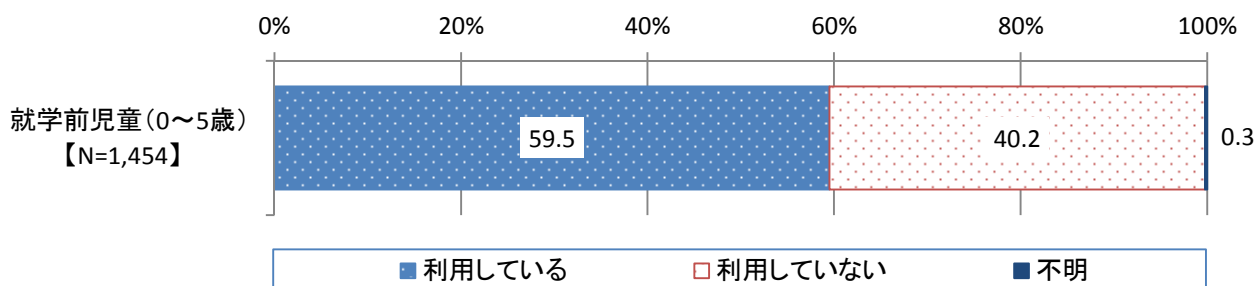 0% 20% 40% 60% 80% 100%
就学前児童(0～5歳)
【N=1,454】
59.5 40.2 0.3
利用している 利用していない 不明